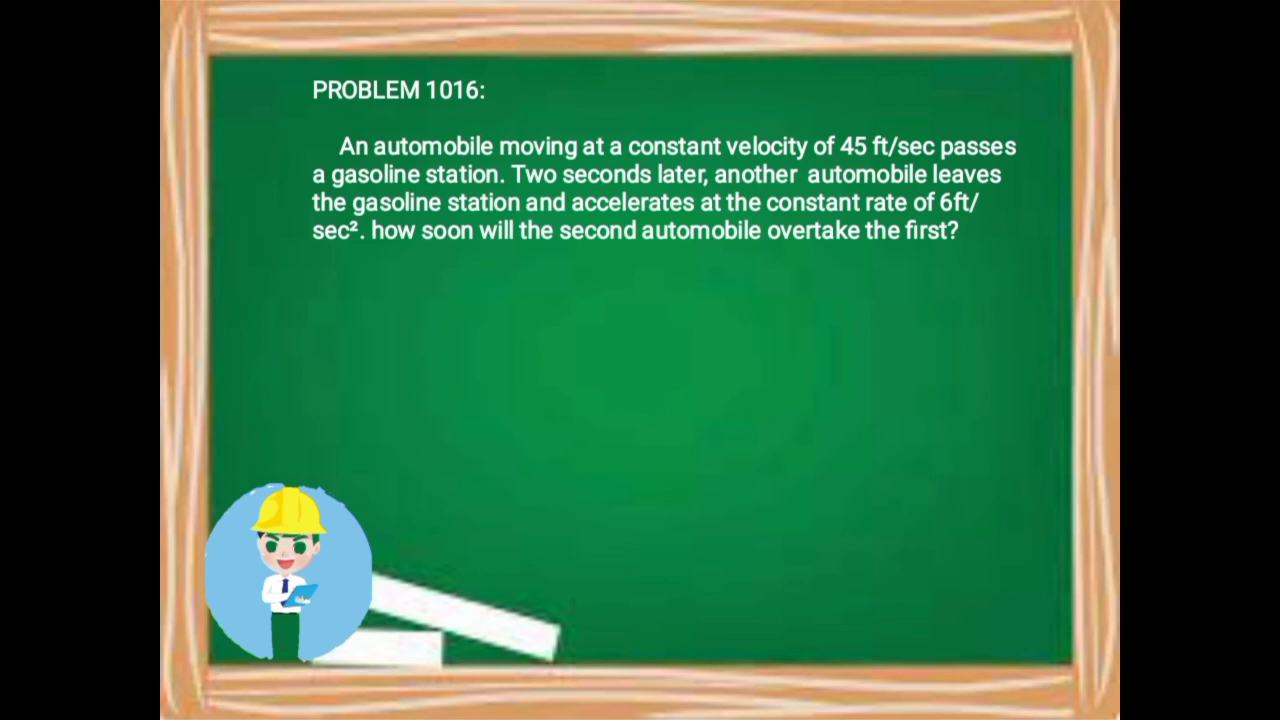 PROBLEM 1016:
An automobile moving at a constant velocity of 45 ft/sec passes
a gasoline station. Two seconds later, another automobile leaves
the gasoline station and accelerates at the constant rate of 6ft/
sec². how soon will the second automobile overtake the first?